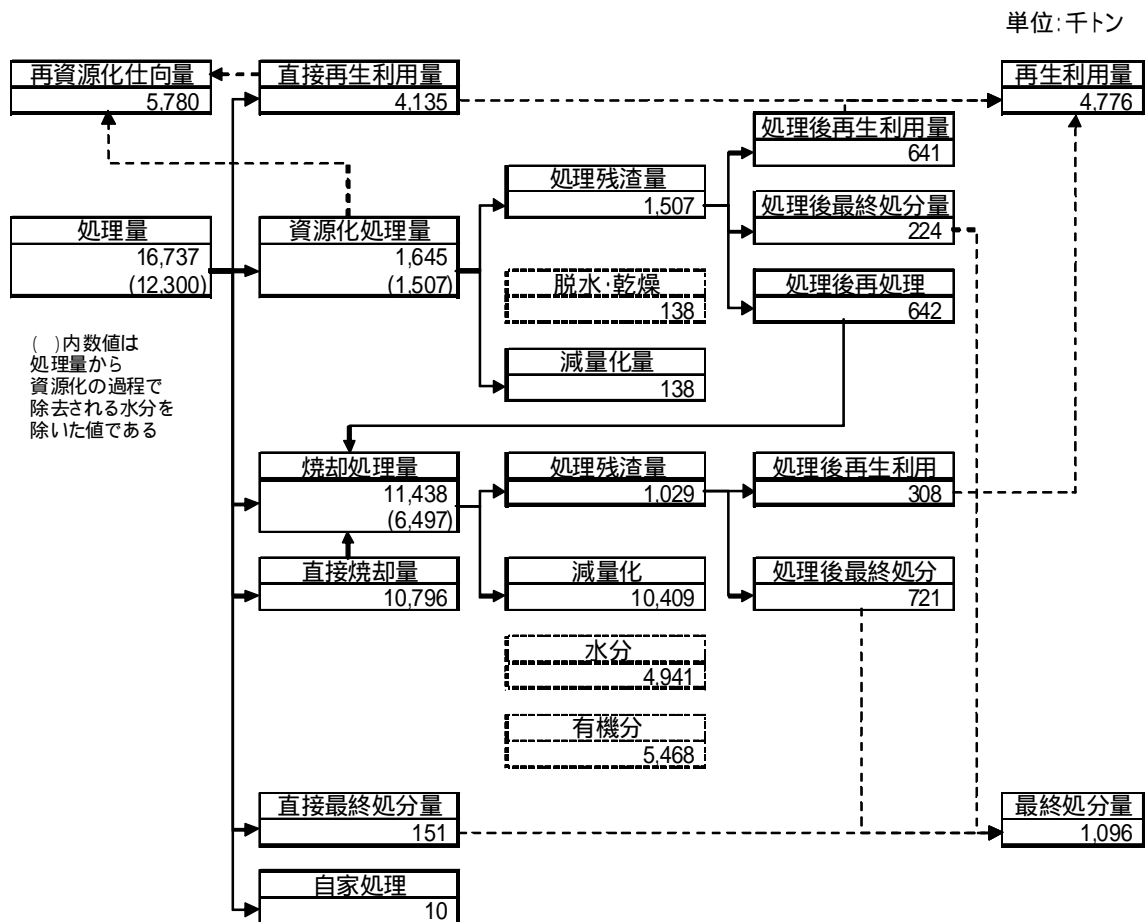 単位:千トン
再資源化仕向量
5,780
直接再生利用量
4,135
再生利用量
4,776
処理後再生利用量
641
処理残渣量
1,507
処理後最終処分量
224
処理量
16,737
(12,300)
資源化処理量
1,645
(1,507)
脱水・乾燥
138
処理後再処理
642
( )内数値は
処理量から
資源化の過程で
除去される水分を
除いた値である
減量化量
138
焼却処理量
11,438
(6,497)
処理残渣量
1,029
処理後再生利用
308
直接焼却量
10,796
減量化
10,409
処理後最終処分
721
水分
4,941
有機分
5,468
直接最終処分量
151
最終処分量
1,096
自家処理
10